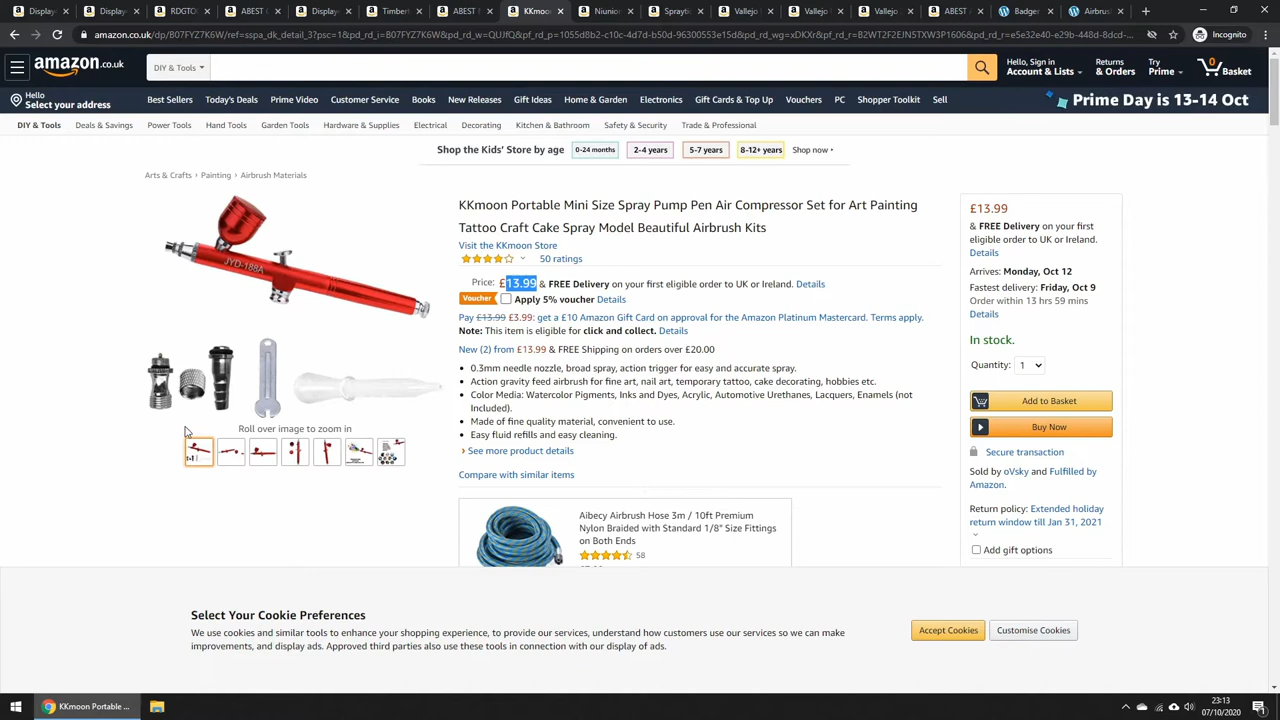 Display
Display
RDGTO
ABEST
Display
Timber
ABEST
KKmoo
Nunior
Sprayti
Vallejo
Vallejo
Vallejo
ABEST
Badger
Airbrus
amazon.co.uk/dp/B07FYZ7K6W/ref=sspa_dk_detail_3?psc=1&pd_rd_i=B07FYZ7K6W&pf_rd_p=1055d8b2-c10c-4d7d-b50d-96300553e15d&pd_rd_wg=xDKXr&pf_rd_r=B2WT2F2EJN5TXW3P1606&pd_rd_r=e5e32e40-e29b-448d-8dcd-...
Incognito
amazon.co.uk
DIY & Tools
Hello, Sign in
Account & Lists
Returns
& Orders
Try
Prime
0
Basket
Hello
Select your address
Best Sellers Today's Deals Prime Video Customer Service Books New Releases Gift Ideas Home & Garden Electronics Gift Cards & Top Up Vouchers PC Shopper Toolkit Sell
Prime Day is 13-14 Oct
DIY & Tools Deals & Savings Power Tools Hand Tools Garden Tools Hardware & Supplies Electrical Decorating Kitchen & Bathroom Safety & Security Trade & Professional
Shop the Kids' Store by age 0-24 months 2-4 years 5-7 years 8-12+ years Shop now ›
Arts & Crafts › Painting › Airbrush Materials
JYD-188A
Roll over image to zoom in
KKmoon Portable Mini Size Spray Pump Pen Air Compressor Set for Art Painting
Tattoo Craft Cake Spray Model Beautiful Airbrush Kits
Visit the KKmoon Store
50 ratings
Price: £13.99 & FREE Delivery on your first eligible order to UK or Ireland. Details
Voucher Apply 5% voucher Details
Pay £13.99 £3.99: get a £10 Amazon Gift Card on approval for the Amazon Platinum Mastercard. Terms apply.
Note: This item is eligible for click and collect. Details
New (2) from £13.99 & FREE Shipping on orders over £20.00
• 0.3mm needle nozzle, broad spray, action trigger for easy and accurate spray.
• Action gravity feed airbrush for fine art, nail art, temporary tattoo, cake decorating, hobbies etc.
• Color Media: Watercolor Pigments, Inks and Dyes, Acrylic, Automotive Urethanes, Lacquers, Enamels (not
Included).
• Made of fine quality material, convenient to use.
• Easy fluid refills and easy cleaning.
› See more product details
Compare with similar items
Aibecy Airbrush Hose 3m / 10ft Premium
Nylon Braided with Standard 1/8" Size Fittings
on Both Ends
58
£13.99
& FREE Delivery on your first
eligible order to UK or Ireland.
Details
Arrives: Monday, Oct 12
Fastest delivery: Friday, Oct 9
Order within 13 hrs 59 mins
Details
In stock.
Quantity: 1
Add to Basket
Buy Now
Secure transaction
Sold by oVsky and Fulfilled by
Amazon.
Return policy: Extended holiday
return window till Jan 31, 2021
Add gift options
Select Your Cookie Preferences
We use cookies and similar tools to enhance your shopping experience, to provide our services, understand how customers use our services so we can make
improvements, and display ads. Approved third parties also use these tools in connection with our display of ads.
Accept Cookies
Customise Cookies
KKmoon Portable ...
23:13
07/10/2020